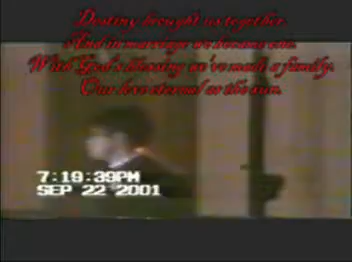 Destiny brought us together.
And in marriage we became one.
With God's blessing we've made a family.
Our love eternal as the sun.
7:19:39PM
SEP 22 2001